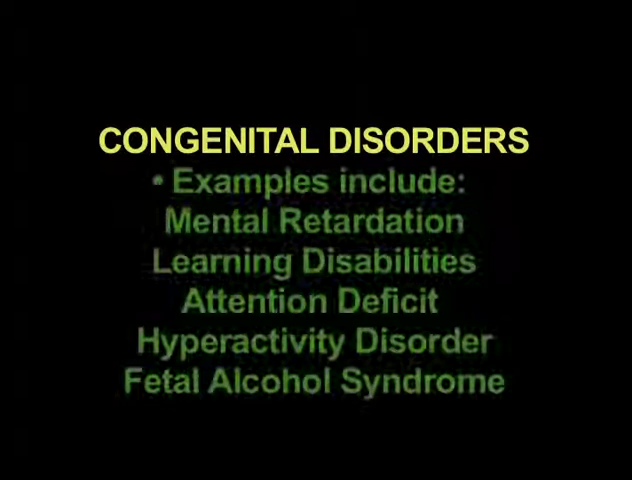 CONGENITAL DISORDERS
• Examples include:
Mental Retardation
Learning Disabilities
Attention Deficit
Hyperactivity Disorder
Fetal Alcohol Syndrome